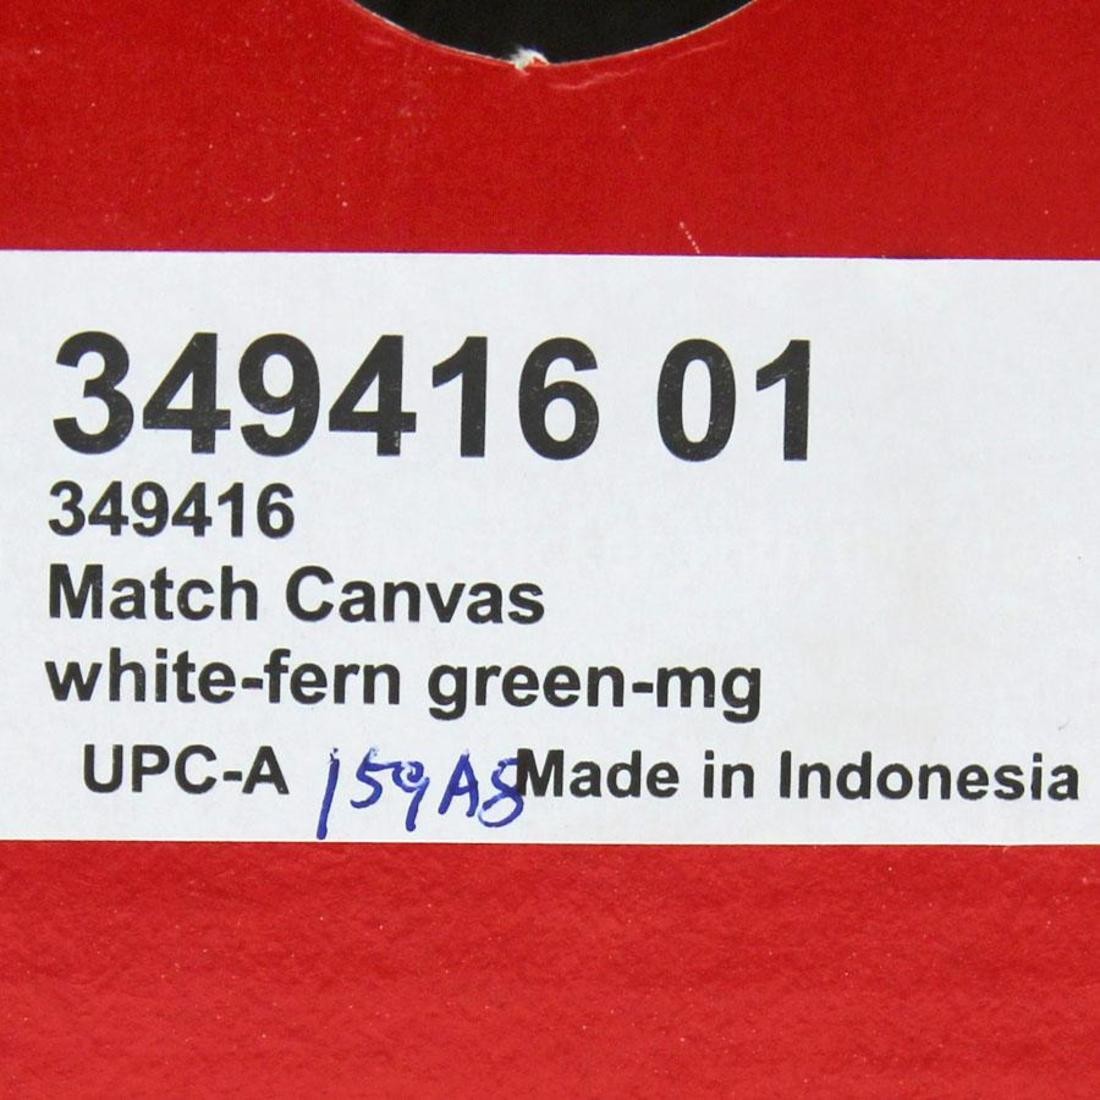 349416 01
349416
Match Canvas
white-fern green-mg
UPC-A 159A8 Made in Indonesia